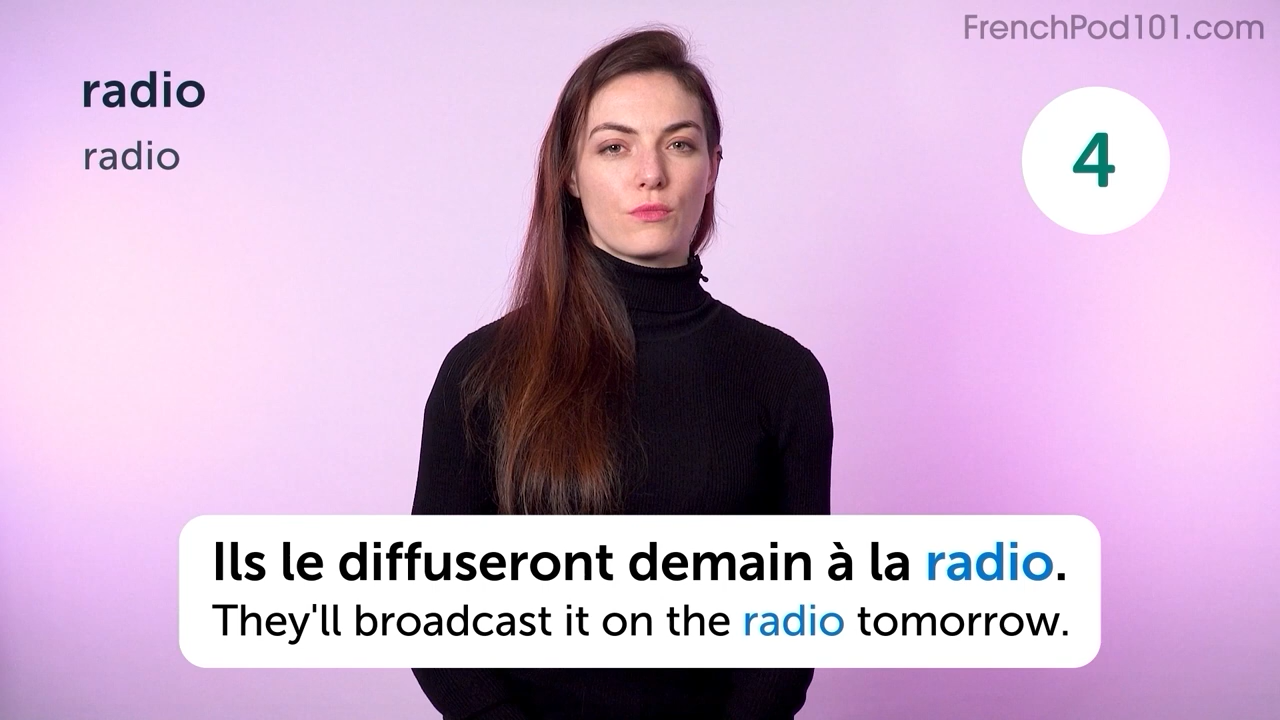 FrenchPod101.com
radio
radio
4
Ils le diffuseront demain à la radio.
They'll broadcast it on the radio tomorrow.